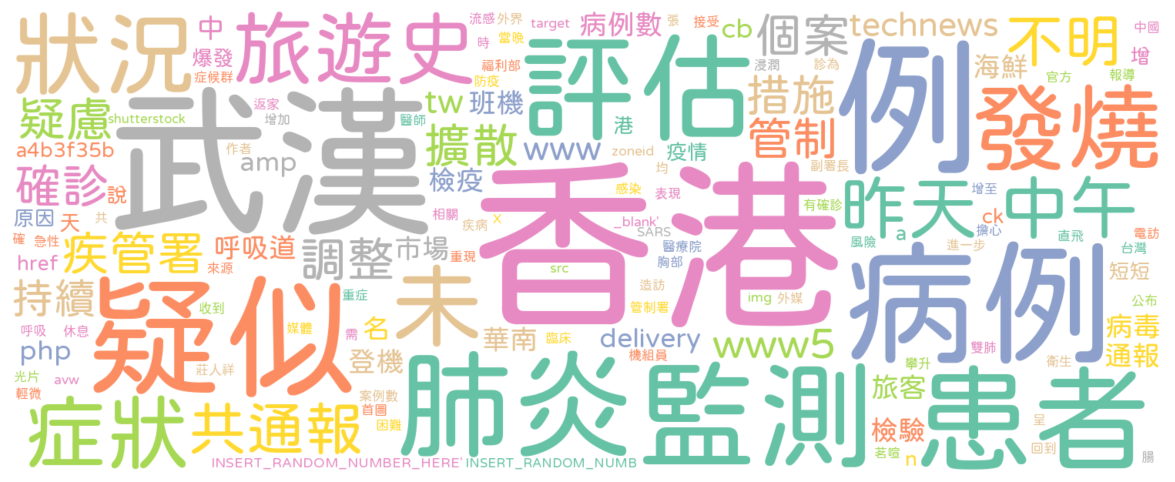 狀況
中
爆發
症候群
旅遊史
流感
外界
時
當晚
福利部
防疫
target
病例數
張
接受
cb
評估
個案
浸潤
診為
technews
不明
海鮮
官方
中國
增
報導
疑慮
shutterstock
返家
增加
醫師
tw
班機
港
措施
例
發燒
a4b3f35b
武漢
作者
amp
擴散
www
zoneid
疫情
管制
副署長
確診
說
檢疫
感染
均
表現
香港
有確診
昨天
增至
中午
原因
天
共
相關
疾病
x
_blank'
SARS
風險
a
ck
擔心
電訪
確
急性
疾管署
呼吸道
來源
調整
市場
重現
醫療院
胸部
進一步
直飛
台灣
href
src
病例
短短
持續
疑似
收到
重症
未
造訪
管制署
img
外媒
公布
呼吸
休息
媒體
需
名
華南
臨床
delivery
www5
病毒
通報
php
登機
機組員
攀升
雙肺
衛生
光片
avw
輕微
莊人祥
案例數
首圖
困難
肺炎
監測
旅客
患者
症狀
共通報
檢驗
呈
回到
茗喧
n
腸
INSERT_RANDOM_NUMBER_HERE'
INSERT_RANDOM_NUMB